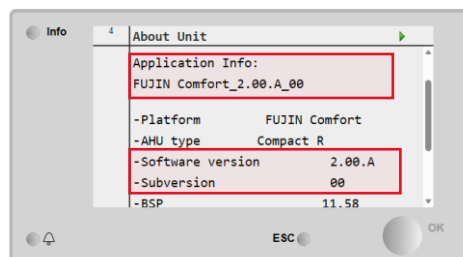 Info
4 About Unit
Application Info:
FUJIN Comfort_2.00.A_00
-Platform FUJIN Comfort
-AHU type Compact R
-Software version 2.00.A
-Subversion 00
-BSP 11.58
ESC
OK